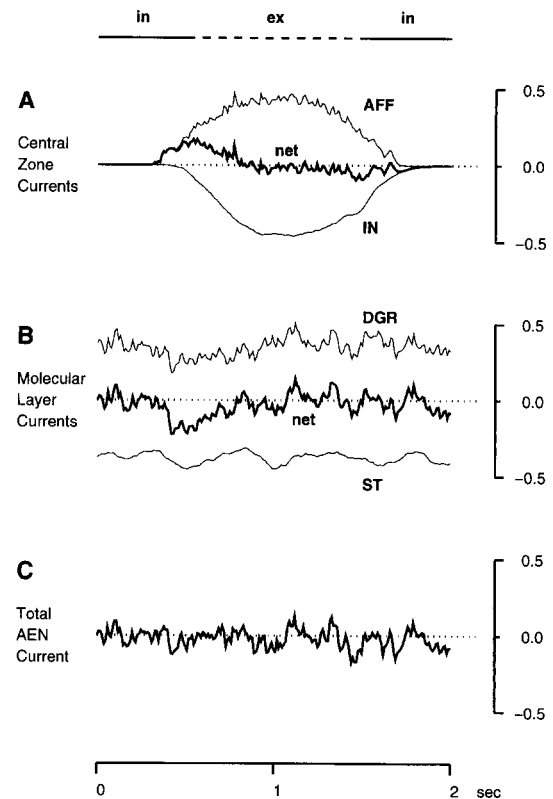 in ex in
A
Central
Zone
Currents
AFF
net
IN
0.5
0.0
−0.5
B
Molecular
Layer
Currents
DGR
net
ST
0.5
0.0
−0.5
C
Total
AEN
Current
0.5
0.0
−0.5
0 1 2 sec